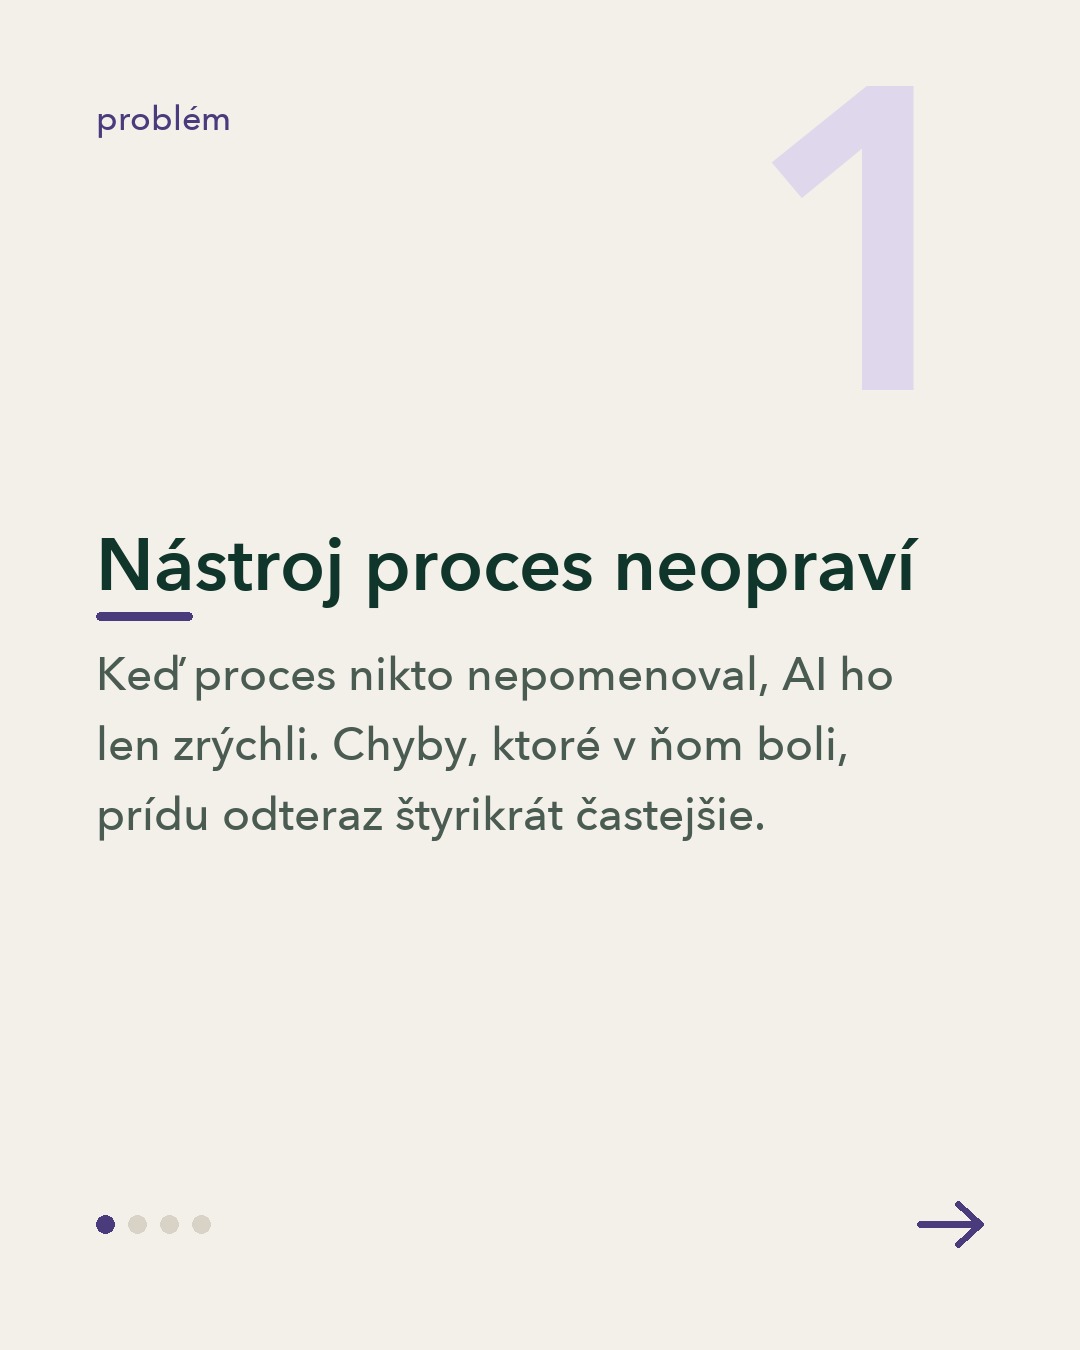 problém
1
Nástroj proces neopraví
Keď proces nikto nepomenoval, AI ho
len zrýchli. Chyby, ktoré v ňom boli,
prídu odteraz štyrikrát častejšie.